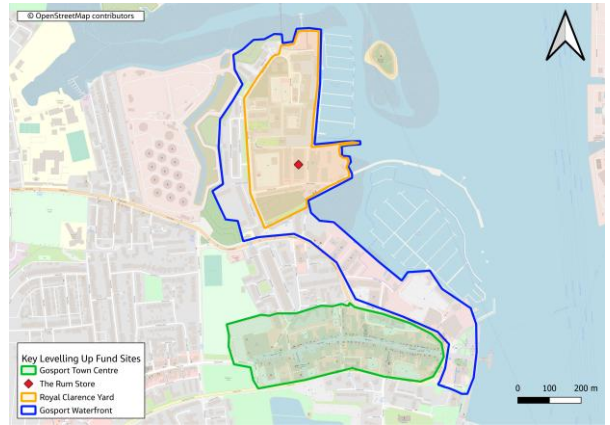 © OpenStreetMap contributors
Key Levelling Up Fund Sites
Gosport Town Centre
The Rum Store
Royal Clarence Yard
Gosport Waterfront
0 100 200 m